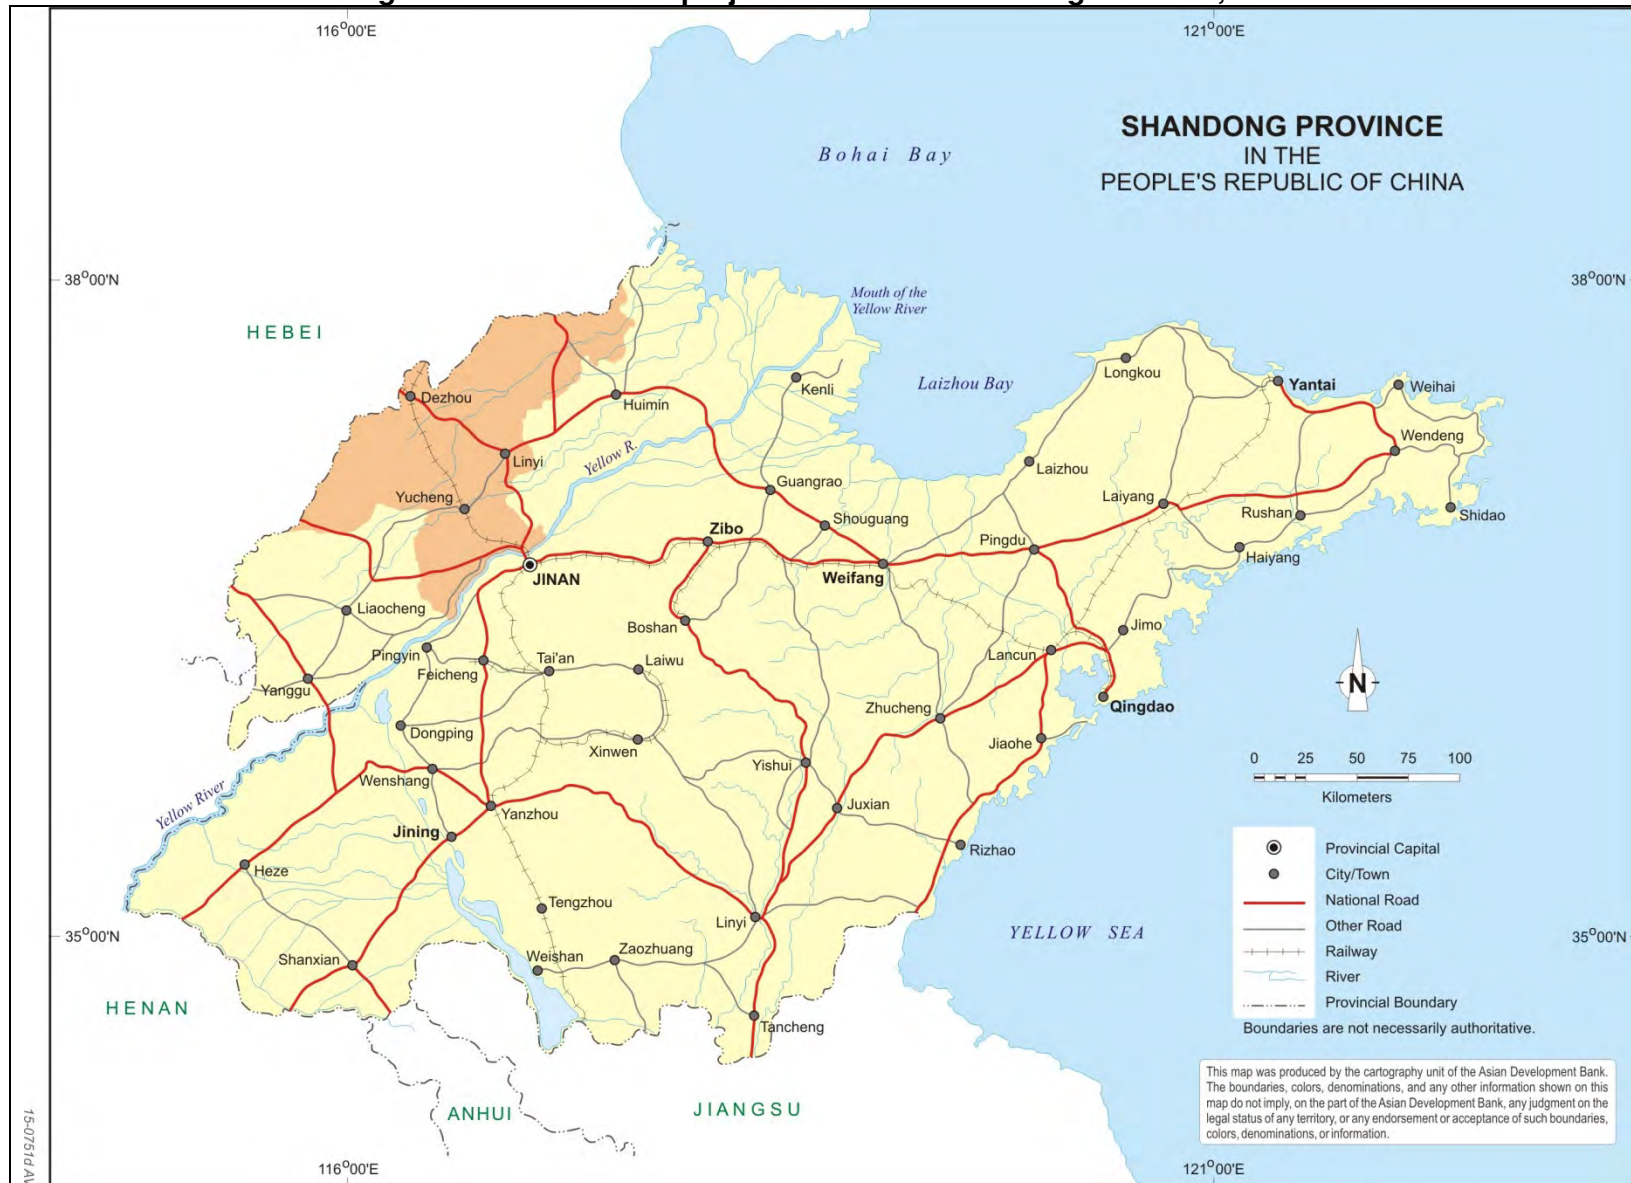 116°00'E
121°00'E
SHANDONG PROVINCE
IN THE
PEOPLE'S REPUBLIC OF CHINA
Bohai Bay
38°00'N
38°00'N
Mouth of the
Yellow River
HEBEI
Laizhou Bay
Longkou
Yantai
Weihai
Kenli
Dezhou
Huimin
Wendeng
Linyi
Yellow R.
Laizhou
Yucheng
Guangrao
Laiyang
Rushan
Shidao
Shouguang
Zibo
Pingdu
Haiyang
JINAN
Weifang
Liaocheng
Boshan
Jimo
Pingyin
Feicheng
Tai'an
Laiwu
Lancun
Yanggu
N
Qingdao
Zhucheng
Dongping
Jiaohe
Xinwen
Yishui
Wenshang
0 25 50 75 100
Kilometers
Yellow River
Yanzhou
Juxian
Jining
Rizhao
Heze
Provincial Capital
City/Town
National Road
Other Road
Railway
River
Provincial Boundary
Boundaries are not necessarily authoritative.
Tengzhou
Linyi
YELLOW SEA
35°00'N
35°00'N
Shanxian
Weishan
Zaozhuang
HENAN
Tancheng
ANHUI
JIANGSU
This map was produced by the cartography unit of the Asian Development Bank.
The boundaries, colors, denominations, and any other information shown on this
map do not imply, on the part of the Asian Development Bank, any judgment on the
legal status of any territory, or any endorsement or acceptance of such boundaries,
colors, denominations, or information.
15-0751d
116°00'E
121°00'E